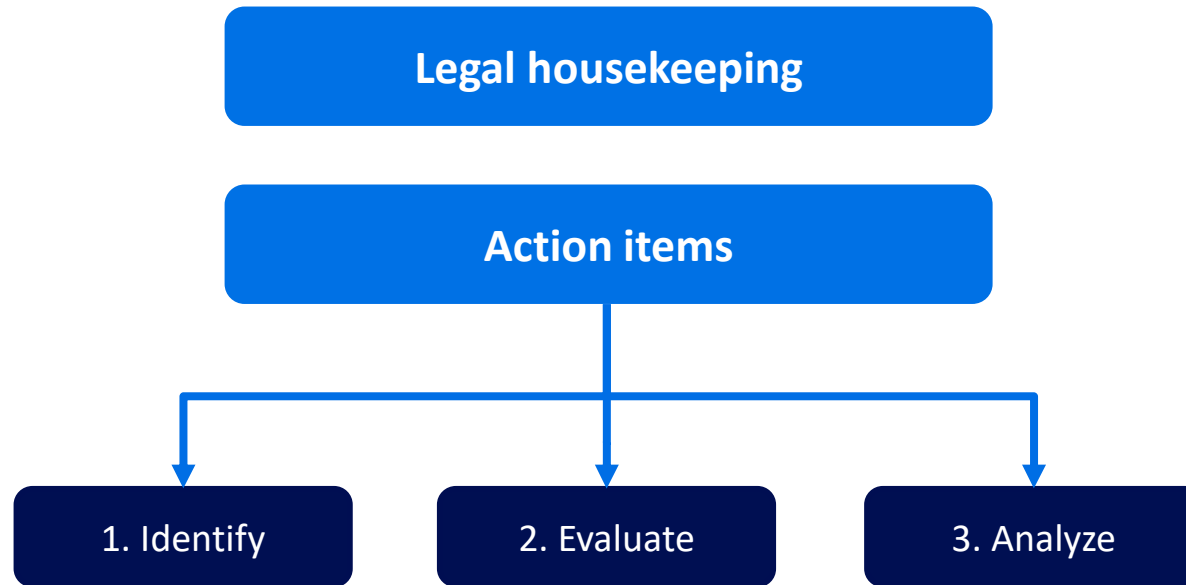 Legal housekeeping
Action items
1. Identify
2. Evaluate
3. Analyze